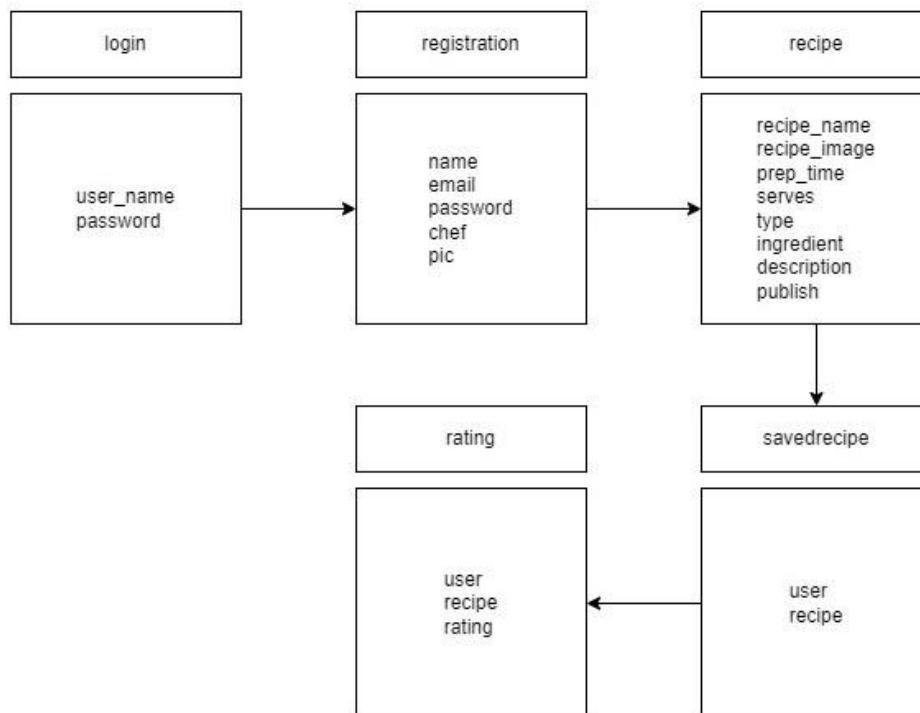 login
user_name
password
registration
name
email
password
chef
pic
recipe
recipe_name
recipe_image
prep_time
serves
type
ingredient
description
publish
rating
user
recipe
rating
savedrecipe
user
recipe